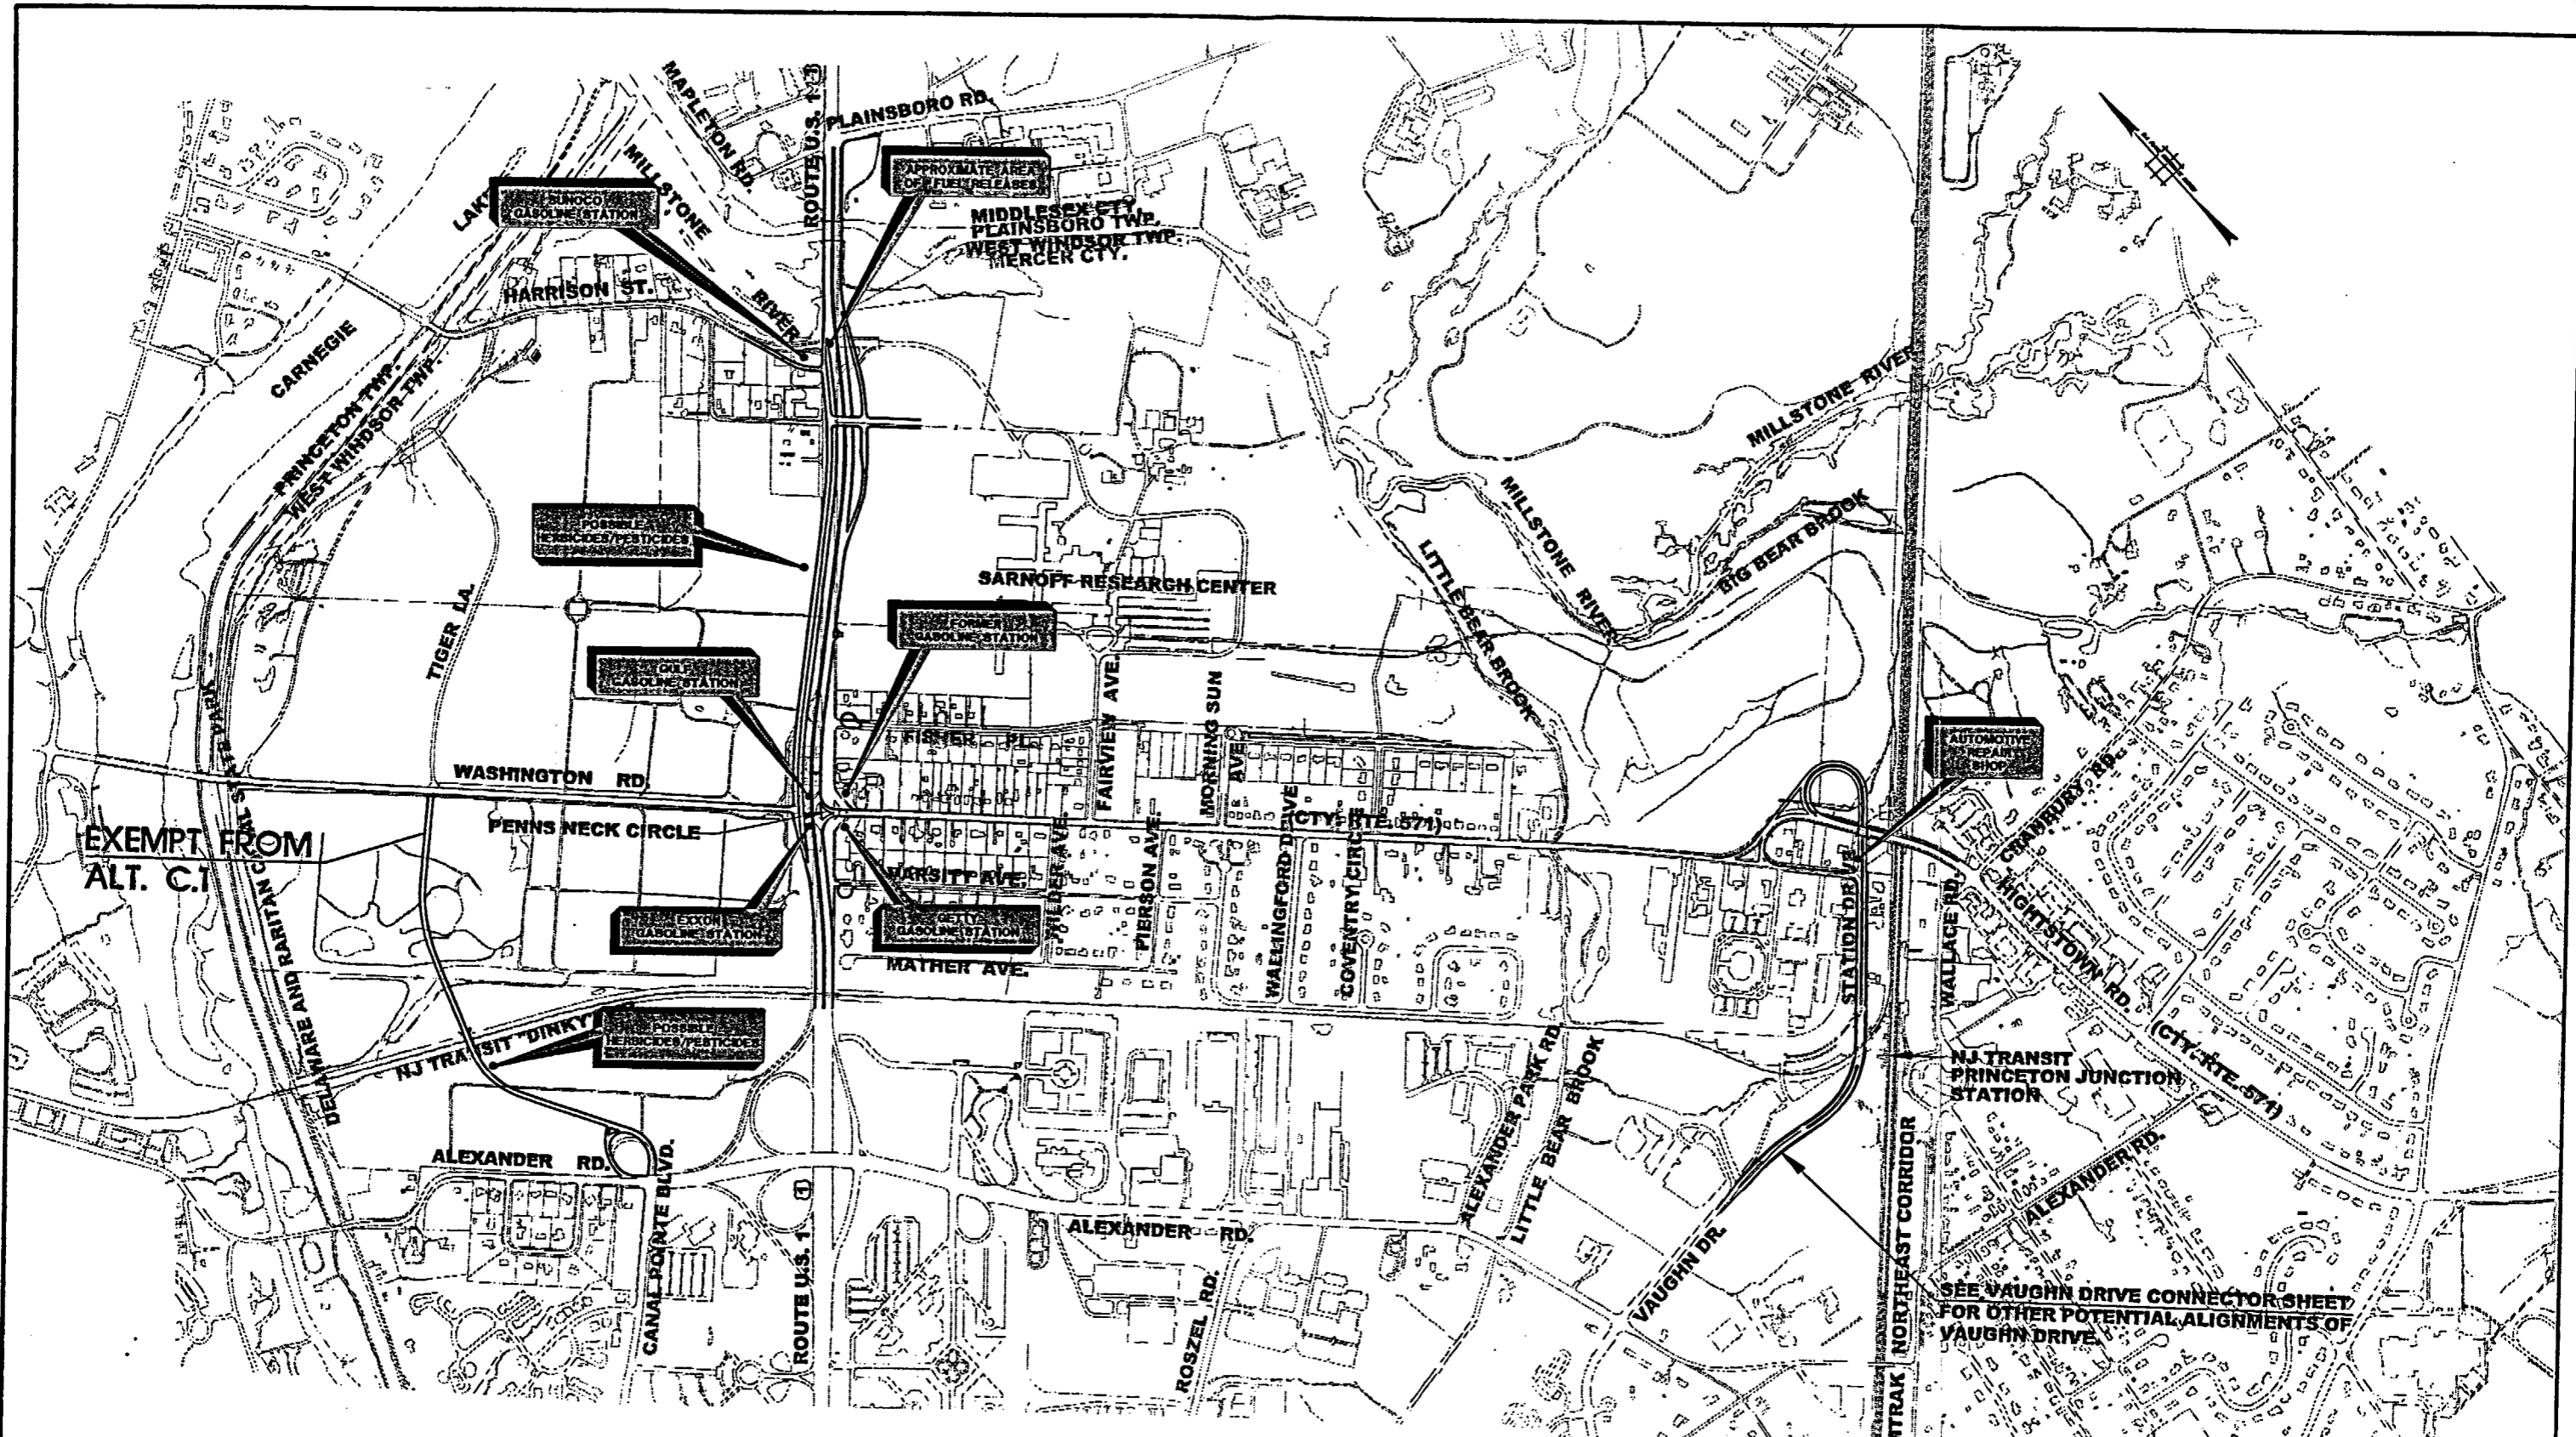 MAPLETON RD.
ROUTE U.S. 1
PLAINSBORO RD.
MILLSTONE
RIVER
APPROXIMATE AREA
OF FUEL RELEASES
SUNOCO
GASOLINE STATION
MIDDLESEX CTY.
PLAINSBORO TWP.
WEST WINDSOR TWP.
MERCER CTY.
HARRISON ST.
CARNEGIE
PRINCETON TWP.
WEST WINDSOR TWP.
MILLSTONE RIVER
MILLSTONE RIVER
BIG BEAR BROOK
LITTLE BEAR BROOK
POSSIBLE
HERBICIDES/PESTICIDES
SARNOFF RESEARCH CENTER
FORMER
GASOLINE STATION
GULF
GASOLINE STATION
TIGER LA.
FISHER PL.
FAIRVIEW AVE.
MORNING SUN
AVE.
AUTOMOTIVE
REPAIR
SHOP
WASHINGTON RD.
PENNS NECK CIRCLE
(CTY. RTE. 571)
EXEMPT FROM
ALT. C.1
CRANBURY RD.
VARSITY AVE.
PIERSON AVE.
WALLINGFORD DRIVE
COVENTRY CIRCLE
STATION DRIVE
WALLACE RD.
HIGHTSTOWN RD.
(CTY. RTE. 571)
EXXON
GASOLINE STATION
GETTY
GASOLINE STATION
MATHER AVE.
DELAWARE AND RARITAN
NJ TRANSIT "DINKY"
POSSIBLE
HERBICIDES/PESTICIDES
ALEXANDER PARK RD.
LITTLE BEAR BROOK
NJ TRANSIT
PRINCETON JUNCTION
STATION
ALEXANDER RD.
CANAL POINTE BLVD.
ROUTE U.S. 1 1
ALEXANDER RD.
ROSZEL RD.
VAUGHN DR.
ALEXANDER RD.
NORTHEAST CORRIDOR
SEE VAUGHN DRIVE CONNECTOR SHEET
FOR OTHER POTENTIAL ALIGNMENTS OF
VAUGHN DRIVE.